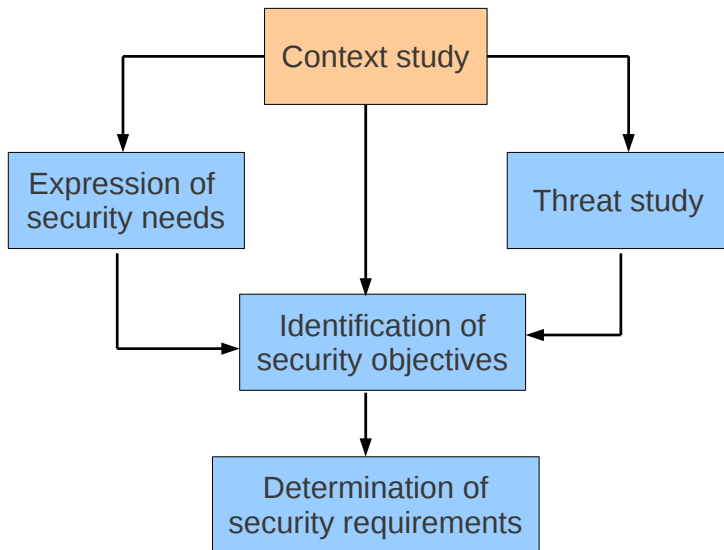 Context study
Expression of
security needs
Threat study
Identification of
security objectives
Determination of
security requirements